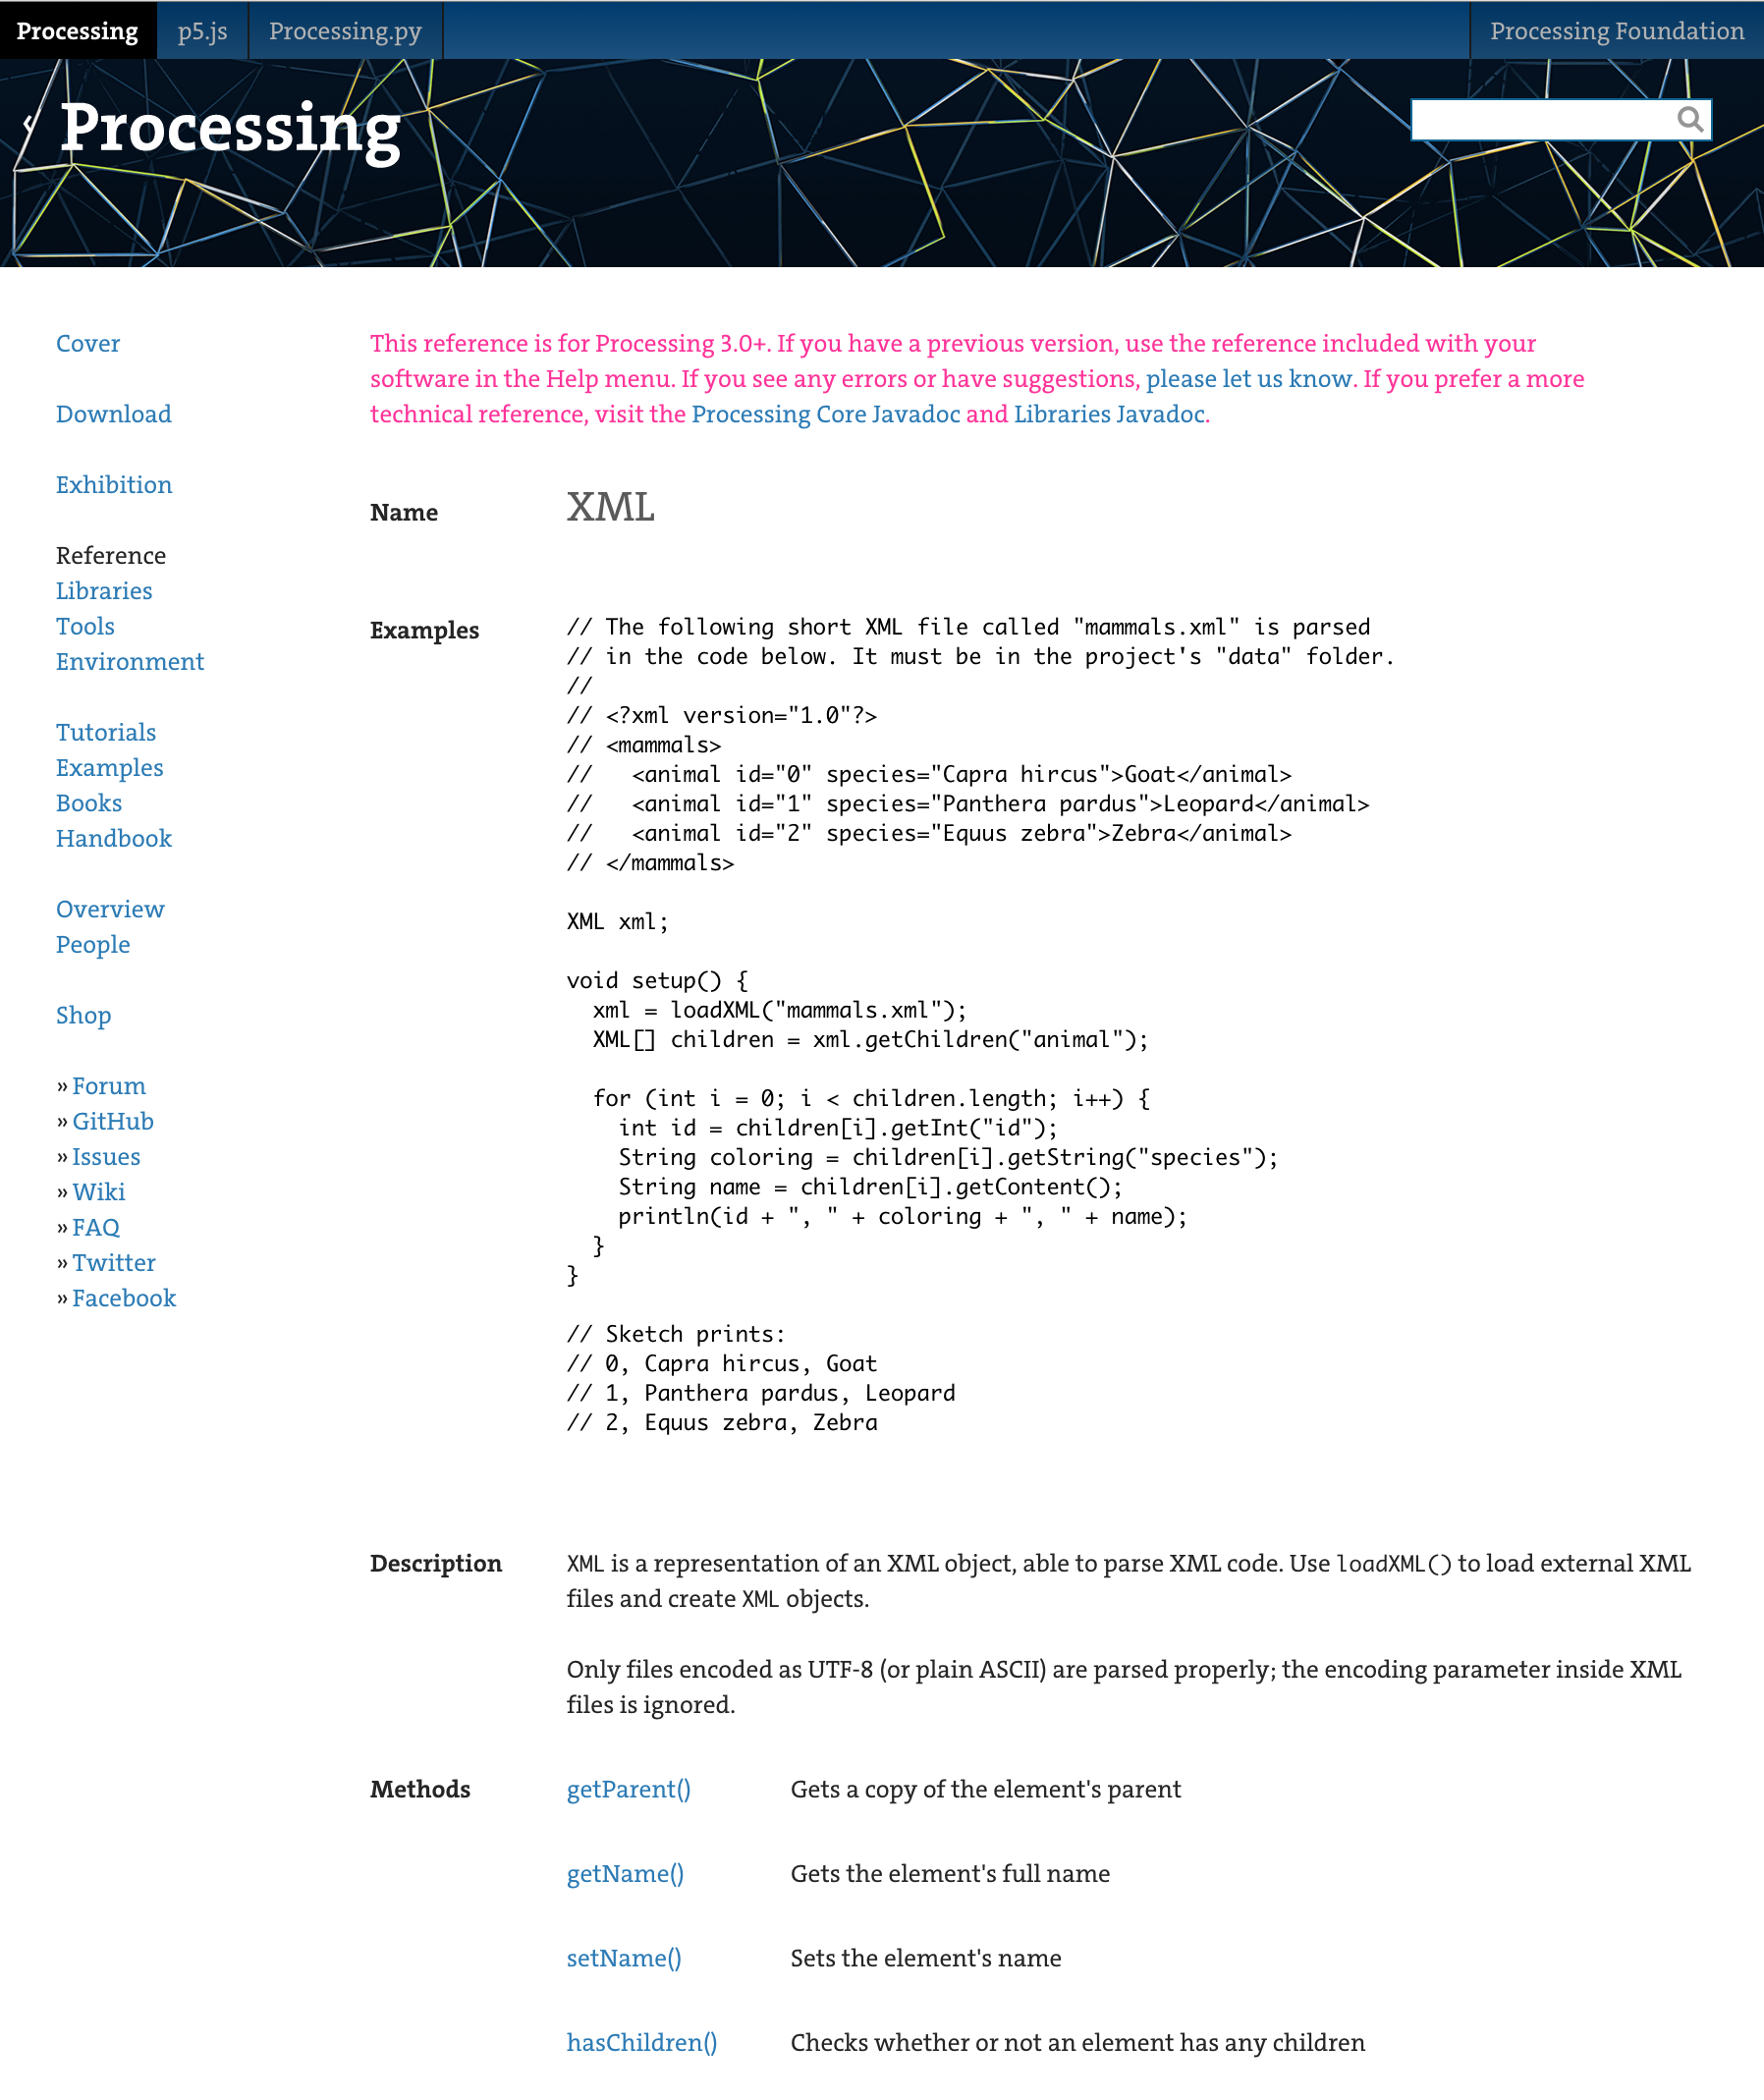 Processing
p5.js
Processing.py
Processing Foundation
‹ Processing
Cover
Download
Exhibition
Reference
Libraries
Tools
Environment
Tutorials
Examples
Books
Handbook
Overview
People
Shop
» Forum
» GitHub
» Issues
» Wiki
» FAQ
» Twitter
» Facebook
This reference is for Processing 3.0+. If you have a previous version, use the reference included with your
software in the Help menu. If you see any errors or have suggestions, please let us know. If you prefer a more
technical reference, visit the Processing Core Javadoc and Libraries Javadoc.
Name
XML
Examples
// The following short XML file called "mammals.xml" is parsed
// in the code below. It must be in the project's "data" folder.
//
// <?xml version="1.0"?>
// <mammals>
//   <animal id="0" species="Capra hircus">Goat</animal>
//   <animal id="1" species="Panthera pardus">Leopard</animal>
//   <animal id="2" species="Equus zebra">Zebra</animal>
// </mammals>
XML xml;
void setup() {
  xml = loadXML("mammals.xml");
  XML[] children = xml.getChildren("animal");
  for (int i = 0; i < children.length; i++) {
    int id = children[i].getInt("id");
    String coloring = children[i].getString("species");
    String name = children[i].getContent();
    println(id + ", " + coloring + ", " + name);
  }
}
// Sketch prints:
// 0, Capra hircus, Goat
// 1, Panthera pardus, Leopard
// 2, Equus zebra, Zebra
Description
XML is a representation of an XML object, able to parse XML code. Use loadXML() to load external XML
files and create XML objects.
Only files encoded as UTF-8 (or plain ASCII) are parsed properly; the encoding parameter inside XML
files is ignored.
Methods
getParent() Gets a copy of the element's parent
getName() Gets the element's full name
setName() Sets the element's name
hasChildren() Checks whether or not an element has any children